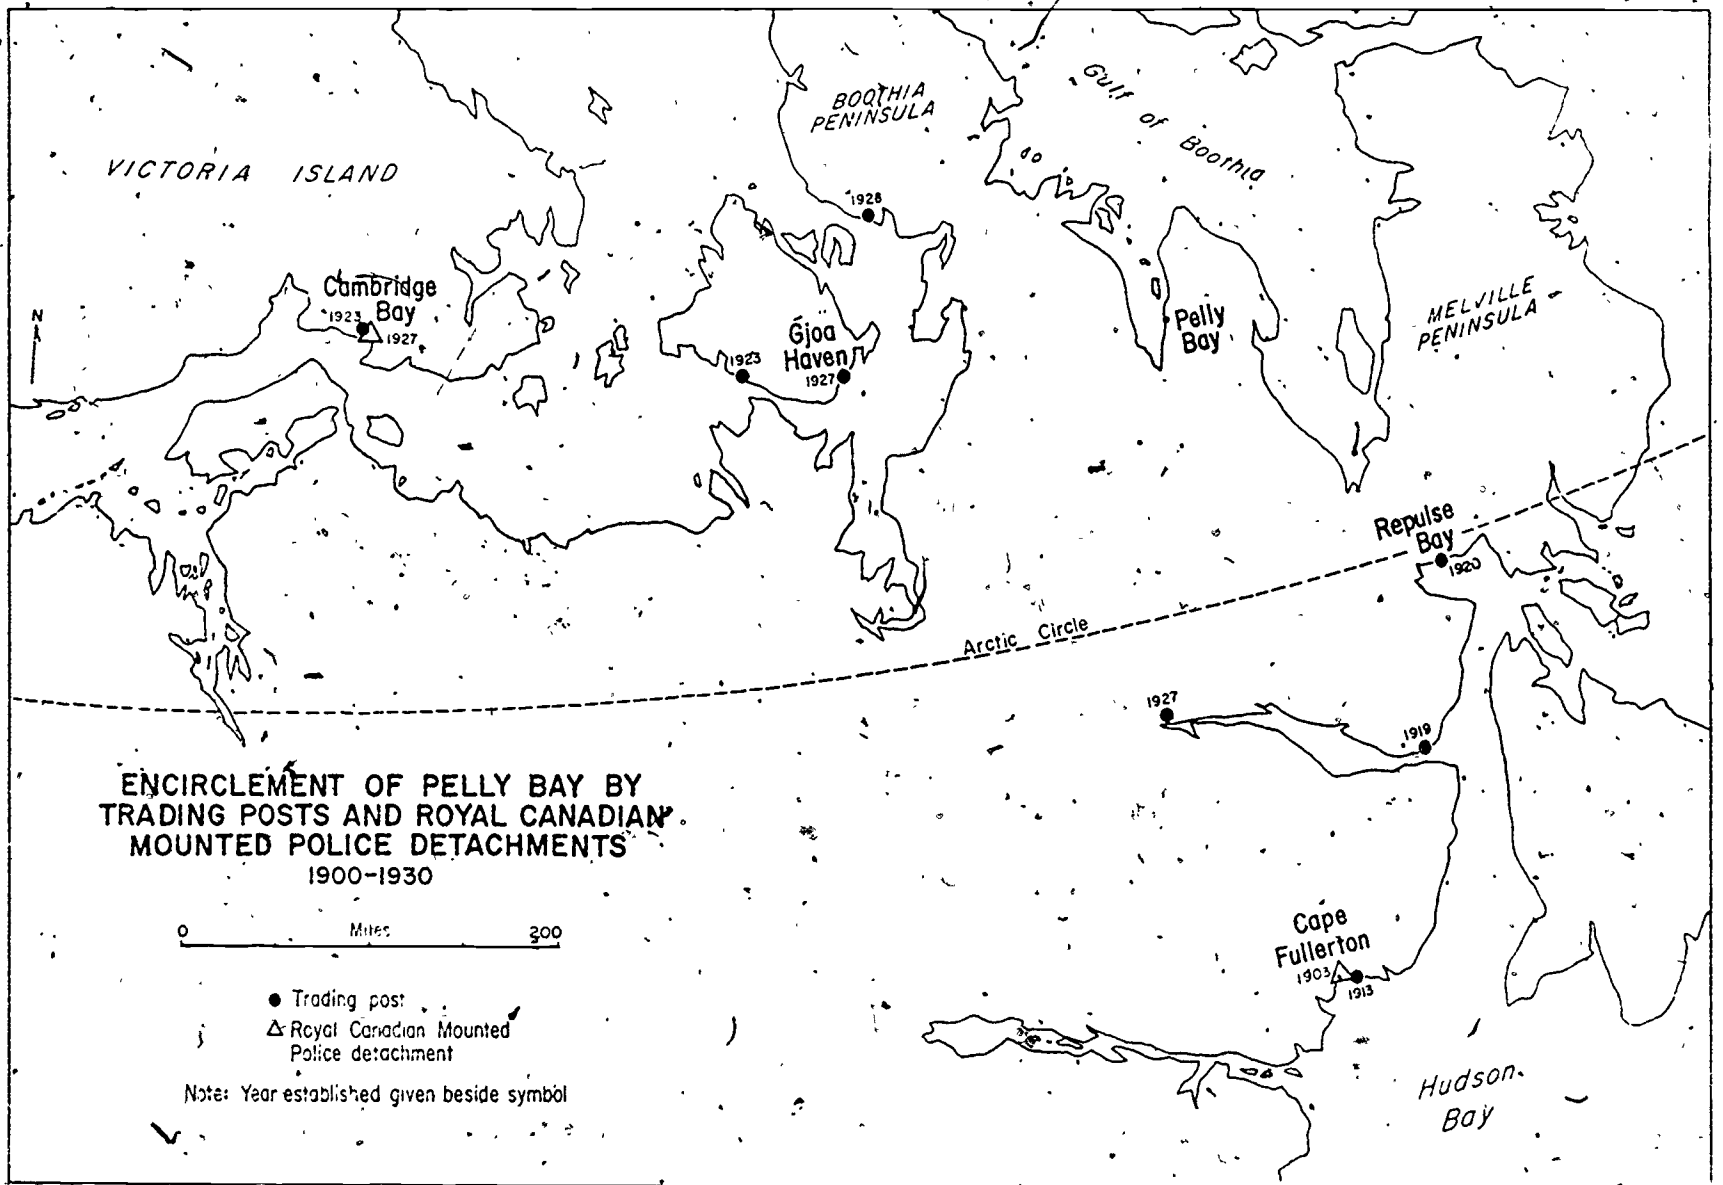 BOOTHIA
PENINSULA
Gulf of Boothia
VICTORIA ISLAND
1928
Cambridge
Bay
1923
1927
N
Gjoa
Haven
1923
1927
Pelly
Bay
MELVILLE
PENINSULA
Repulse
Bay
1920
Arctic Circle
1927
1919
ENCIRCLEMENT OF PELLY BAY BY
TRADING POSTS AND ROYAL CANADIAN
MOUNTED POLICE DETACHMENTS
1900-1930
0 Miles 200
Trading post
Royal Canadian Mounted
Police detachment
Note: Year established given beside symbol
Cape
Fullerton
1903
1913
Hudson
Bay